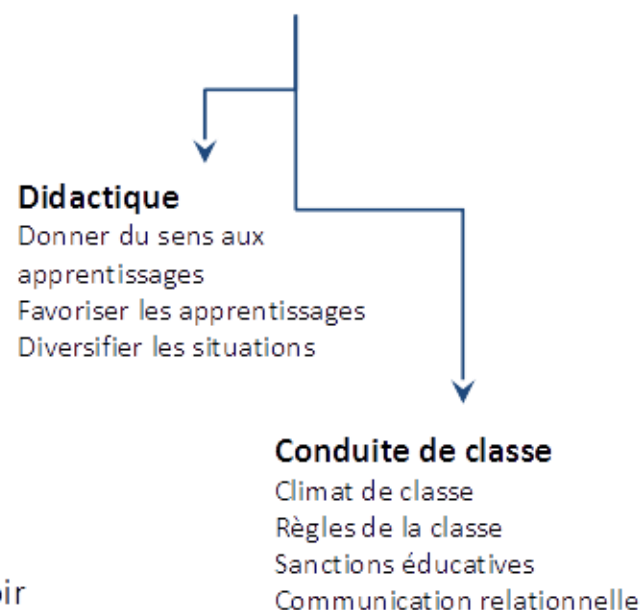 Didactique
Donner du sens aux
apprentissages
Favoriser les apprentissages
Diversifier les situations
Conduite de classe
Climat de classe
Règles de la classe
Sanctions éducatives
Communication relationnelle